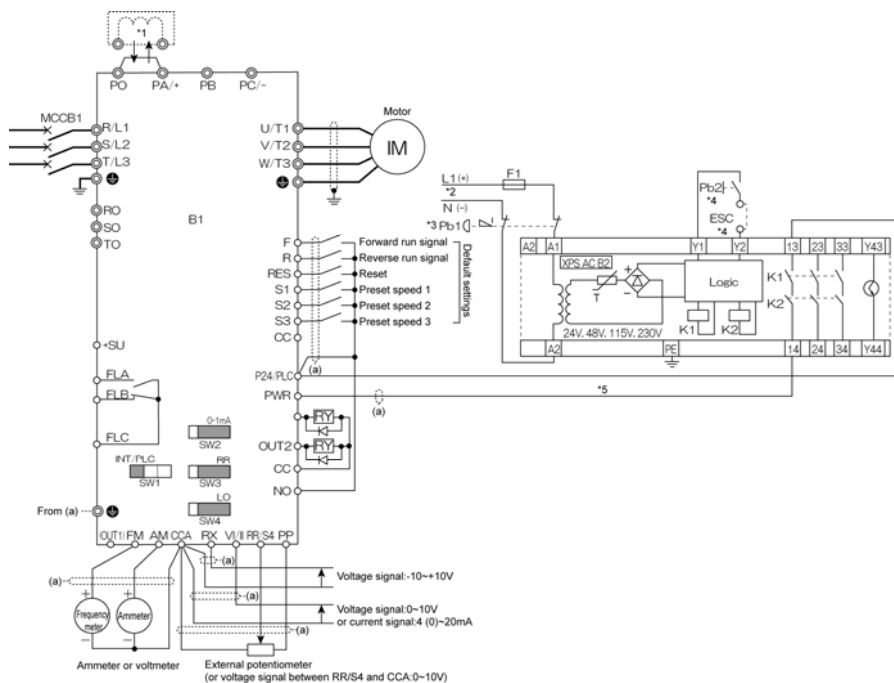 *1
PO PA/+ PB PC/-
MCCB1
R/L1
S/L2
T/L3
RO
SO
TO
B1
U/T1
V/T2
W/T3
Motor
IM
F Forward run signal
R Reverse run signal
RES Reset
S1 Preset speed 1
S2 Preset speed 2
S3 Preset speed 3
Default settings
CC
(a)
+SU
P24/PLC
PWR
(a)
*5
FLA
FLB
FLC
0-1mA
SW2
INT/PLC
SW1
RR
SW3
LO
SW4
RY
OUT2
RY
CC
NO
From (a)
(OUT1) FM AM CCA RX VI/II RR/S4 PP
(a)
+ +
Frequency meter
Ammeter
− −
Ammeter or voltmeter
(a)
Voltage signal:-10~+10V
(a)
Voltage signal:0~10V
or current signal:4 (0)~20mA
(a)
External potentiometer
(or voltage signal between RR/S4 and CCA:0~10V)
L1 (+)
F1
*2
N (−)
*3 Pb1
Pb2
*4
ESC
*4
A2 A1 Y1 Y2 13 23 33 Y43
XPS AC B2
T
+
−
Logic
K1
K2
K1 K2
24V. 48V. 115V. 230V
A2 PE 14 24 34 Y44